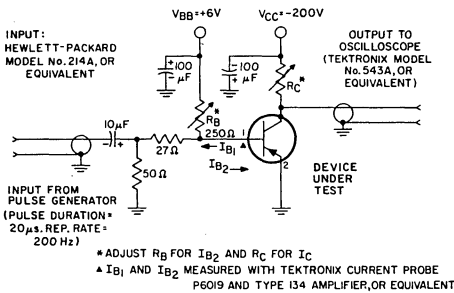 INPUT:
HEWLETT-PACKARD
MODEL No.214A, OR
EQUIVALENT
VBB=+6V
VCC=-200V
OUTPUT TO
OSCILLOSCOPE
(TEKTRONIX MODEL
No.543A,OR
EQUIVALENT)
+ 100
- μF
- 100
+ μF
RB*
RC*
10μF
- +
27Ω
250Ω
1
IB1 ▲
IB2
2
50Ω
DEVICE
UNDER
TEST
INPUT FROM
PULSE GENERATOR
(PULSE DURATION=
20μs. REP. RATE=
200 Hz)
*ADJUST RB FOR IB2 AND RC FOR IC
▲ IB1 AND IB2 MEASURED WITH TEKTRONIX CURRENT PROBE
P6019 AND TYPE 134 AMPLIFIER,OR EQUIVALENT